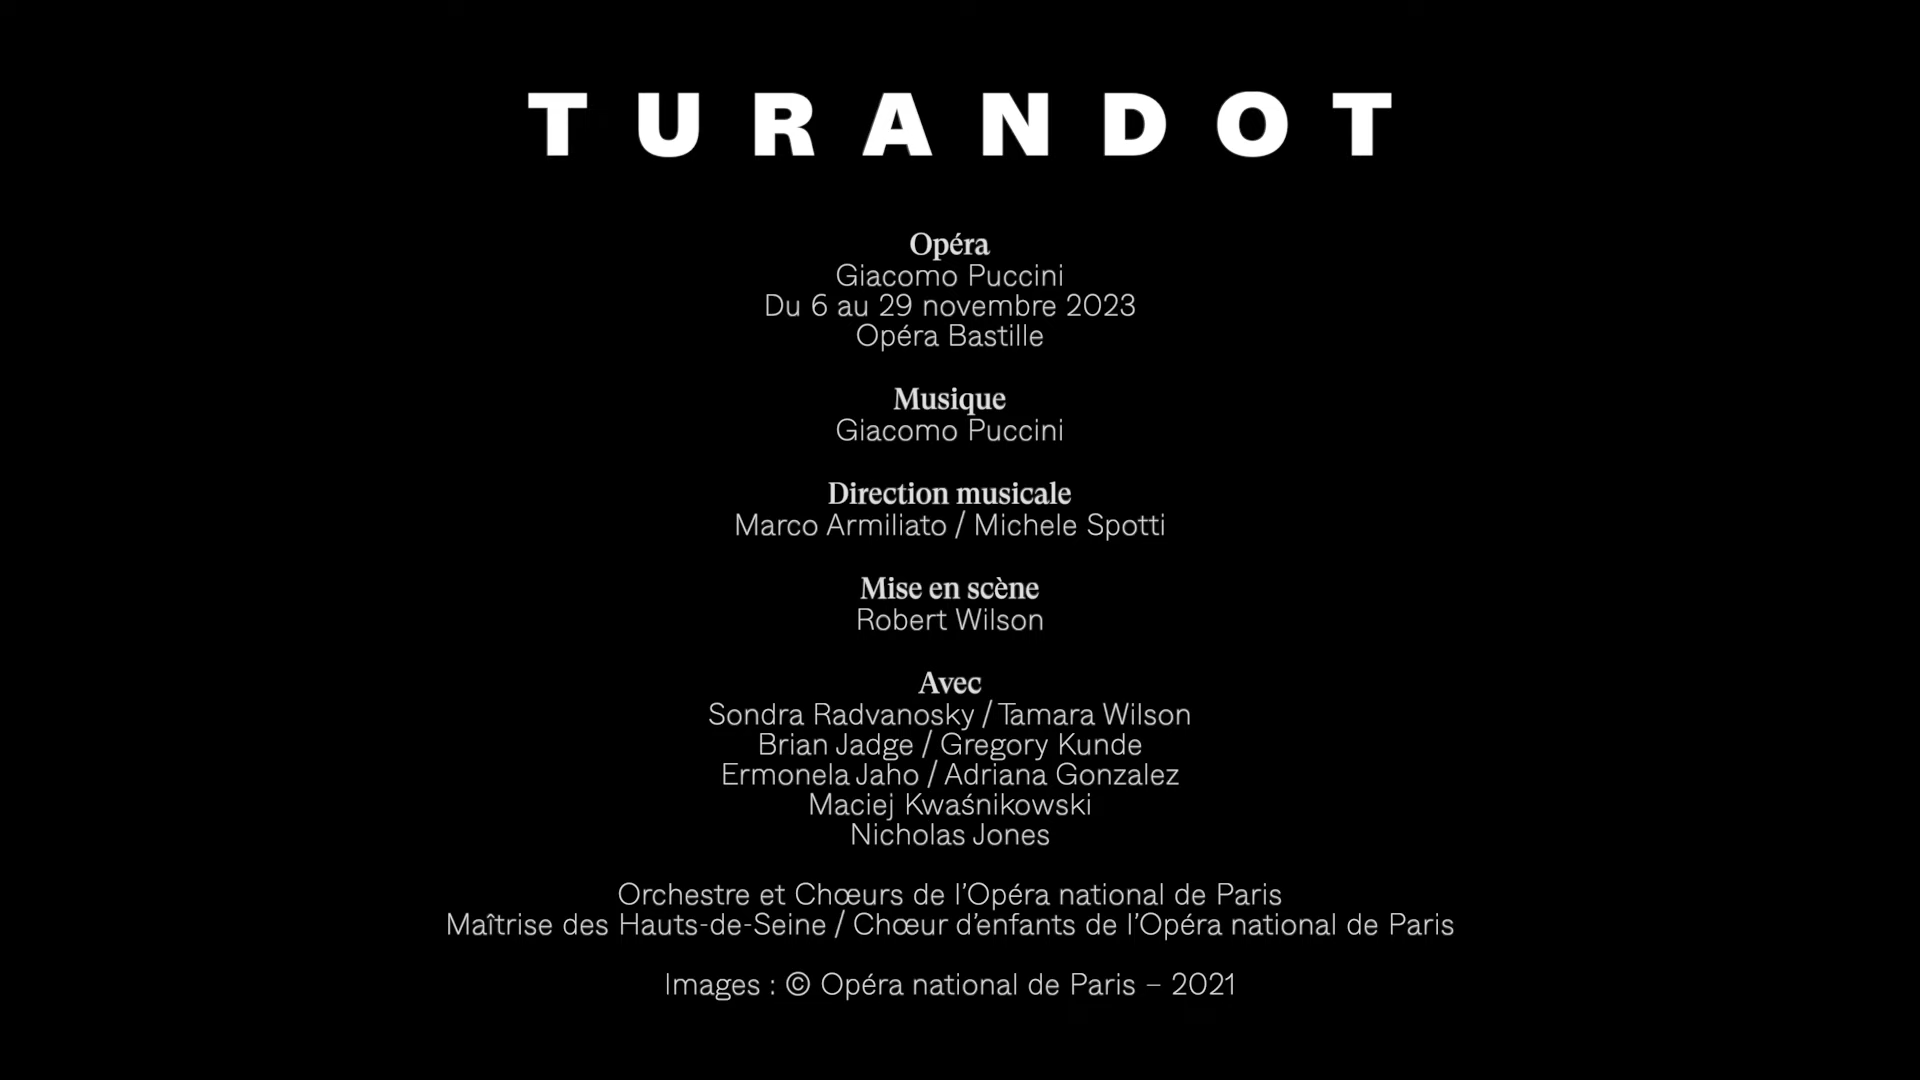 TURANDOT
Opéra
Giacomo Puccini
Du 6 au 29 novembre 2023
Opéra Bastille
Musique
Giacomo Puccini
Direction musicale
Marco Armiliato / Michele Spotti
Mise en scène
Robert Wilson
Avec
Sondra Radvanosky / Tamara Wilson
Brian Jadge / Gregory Kunde
Ermonela Jaho / Adriana Gonzalez
Maciej Kwaśnikowski
Nicholas Jones
Orchestre et Chœurs de l’Opéra national de Paris
Maîtrise des Hauts-de-Seine / Chœur d’enfants de l’Opéra national de Paris
Images : © Opéra national de Paris – 2021